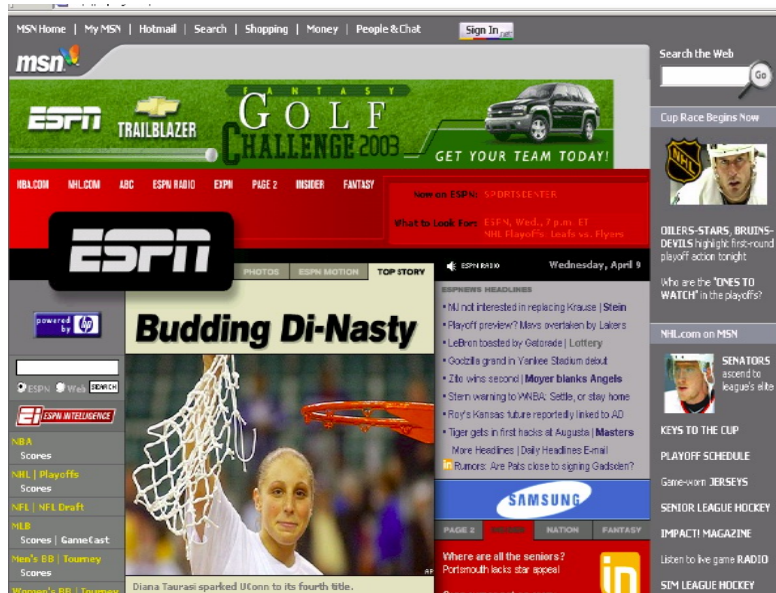 MSN Home | My MSN | Hotmail | Search | Shopping | Money | People & Chat
Sign In .net
msn
Search the Web
Go
ESPN
TRAILBLAZER
FANTASY
GOLF
CHALLENGE 2003
GET YOUR TEAM TODAY!
NBA.COM NHL.COM ABC ESPN RADIO EXPN PAGE 2 INSIDER FANTASY
Now on ESPN: SPORTSCENTER
What to Look For: ESPN, Wed., 7 p.m. ET
NHL Playoffs: Leafs vs. Flyers
Cup Race Begins Now
NHL
OILERS-STARS, BRUINS-
DEVILS highlight first-round
playoff action tonight
Who are the "ONES TO
WATCH" in the playoffs?
NHL.com on MSN
SENATORS
ascend to
league's elite
KEYS TO THE CUP
PLAYOFF SCHEDULE
Game-worn JERSEYS
SENIOR LEAGUE HOCKEY
IMPACT! MAGAZINE
Listen to live game RADIO
SIM LEAGUE HOCKEY
ESPN
powered
by hp
ESPN Web SEARCH
Ei ESPN INTELLIGENCE
NBA
Scores
NHL | Playoffs
Scores
NFL | NFL Draft
MLB
Scores | GameCast
Men's BB | Tourney
Scores
Women's BB | Tourney
PHOTOS ESPN MOTION TOP STORY
Budding Di-Nasty
AP
Diana Taurasi sparked UConn to its fourth title.
ESPN RADIO Wednesday, April 9
ESPNEWS HEADLINES
• MJ not interested in replacing Krause | Stein
• Playoff preview? Mavs overtaken by Lakers
• LeBron toasted by Gatorade | Lottery
• Godzilla grand in Yankee Stadium debut
• Zito wins second | Moyer blanks Angels
• Stern warning to WNBA: Settle, or stay home
• Roy's Kansas future reportedly linked to AD
• Tiger gets in first hacks at Augusta | Masters
More Headlines | Daily Headlines E-mail
in Rumors: Are Pats close to signing Gadsden?
SAMSUNG
PAGE 2 INSIDER NATION FANTASY
Where are all the seniors?
Portsmouth lacks star appeal
in